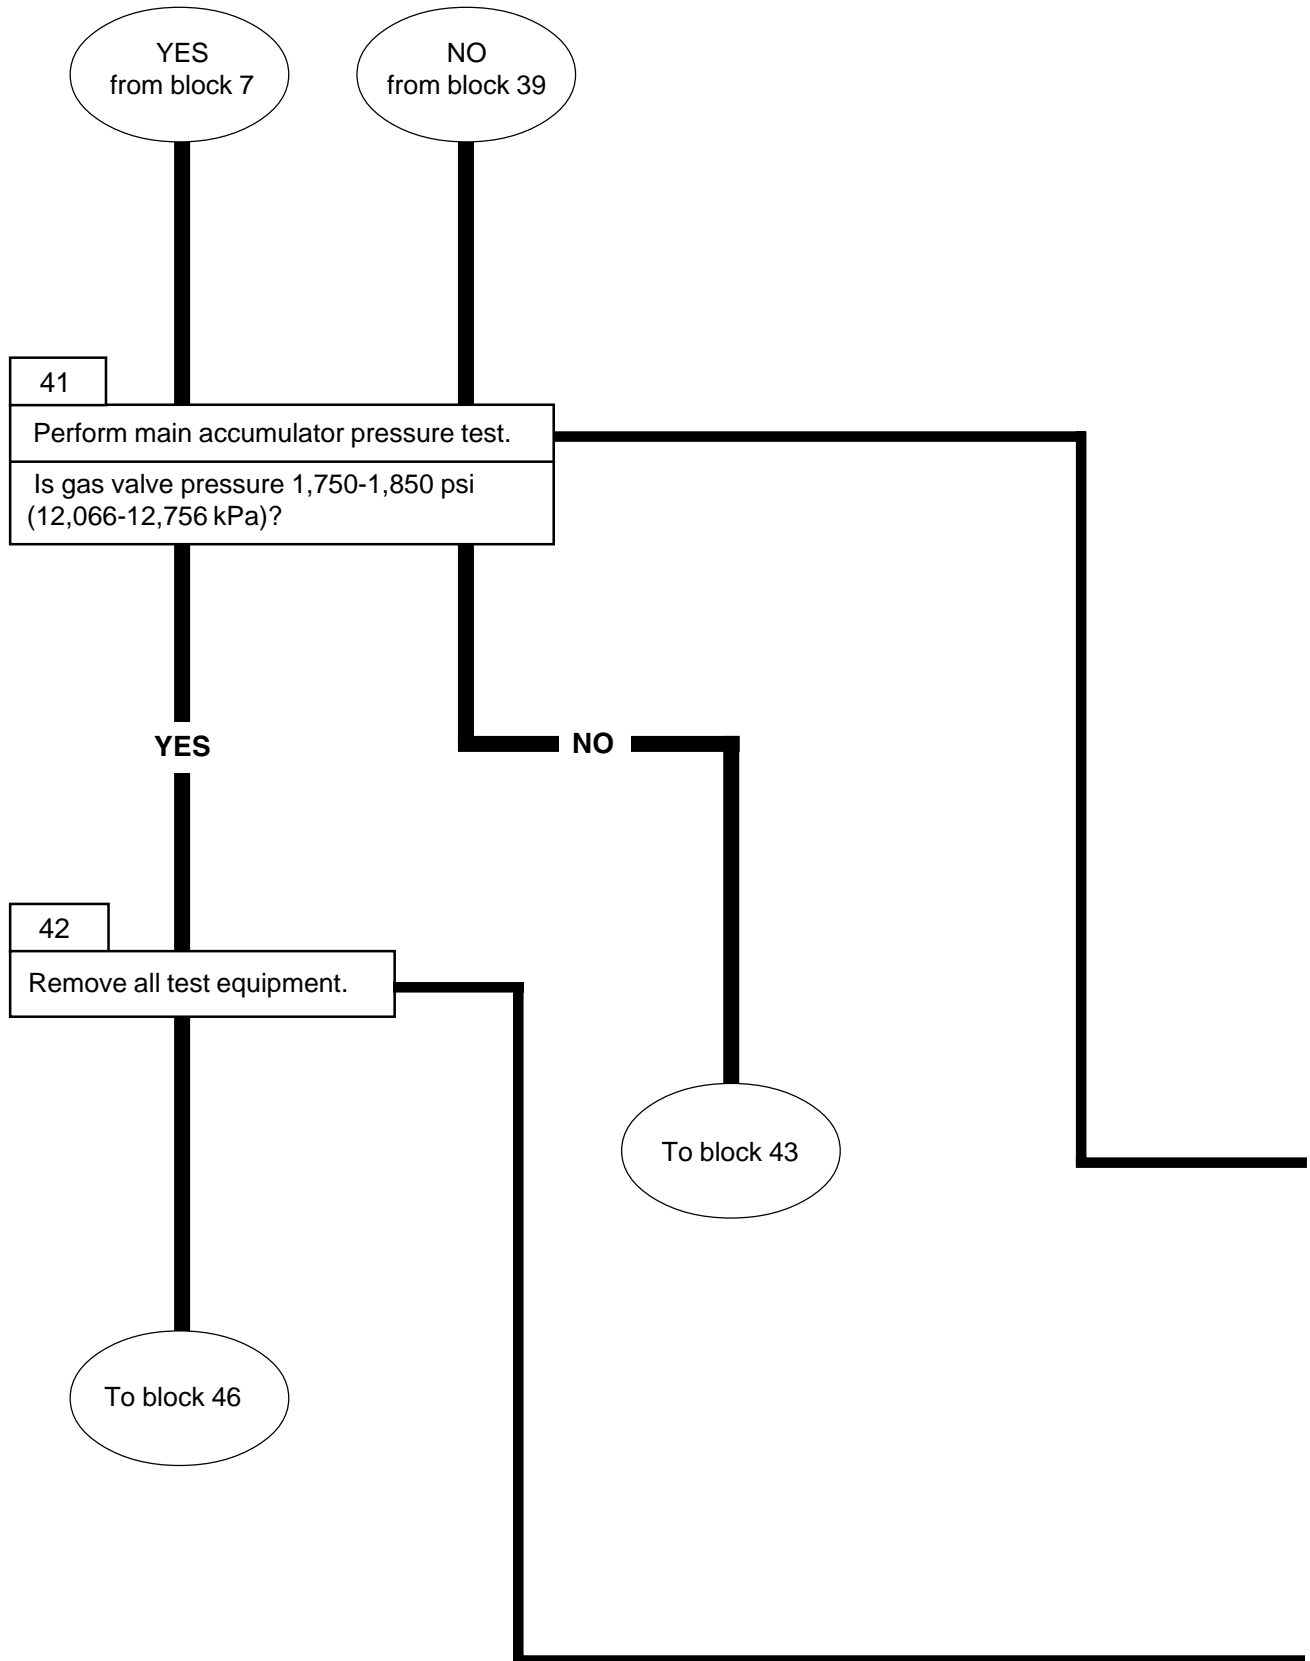 YES
from block 7
NO
from block 39
41
Perform main accumulator pressure test.
Is gas valve pressure 1,750-1,850 psi
(12,066-12,756 kPa)?
YES
NO
42
Remove all test equipment.
To block 43
To block 46